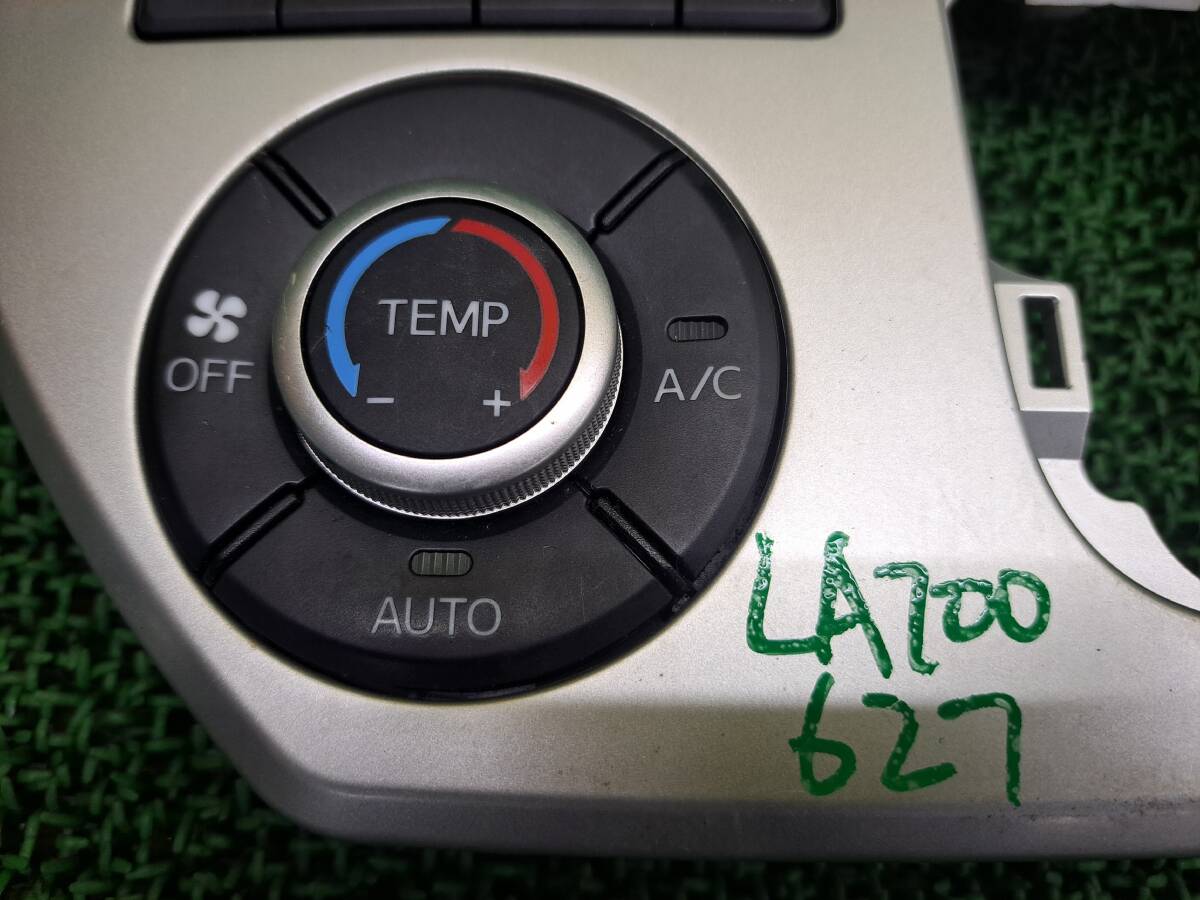 TEMP
- +
OFF
A/C
AUTO
LA700
627